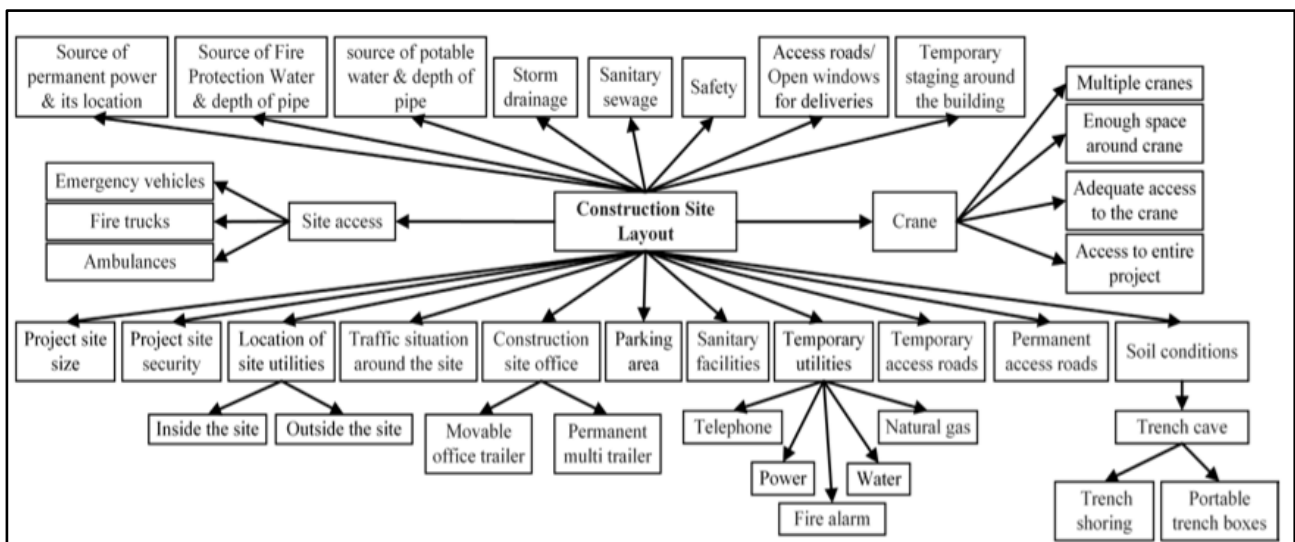 Source of
permanent power
& its location
Source of Fire
Protection Water
& depth of pipe
source of potable
water & depth of
pipe
Storm
drainage
Sanitary
sewage
Safety
Access roads/
Open windows
for deliveries
Temporary
staging around
the building
Multiple cranes
Enough space
around crane
Adequate access
to the crane
Access to entire
project
Emergency vehicles
Fire trucks
Ambulances
Site access
Construction Site
Layout
Crane
Project site
size
Project site
security
Location of
site utilities
Traffic situation
around the site
Construction
site office
Parking
area
Sanitary
facilities
Temporary
utilities
Temporary
access roads
Permanent
access roads
Soil conditions
Inside the site
Outside the site
Movable
office trailer
Permanent
multi trailer
Telephone
Power
Fire alarm
Water
Natural gas
Trench cave
Trench
shoring
Portable
trench boxes